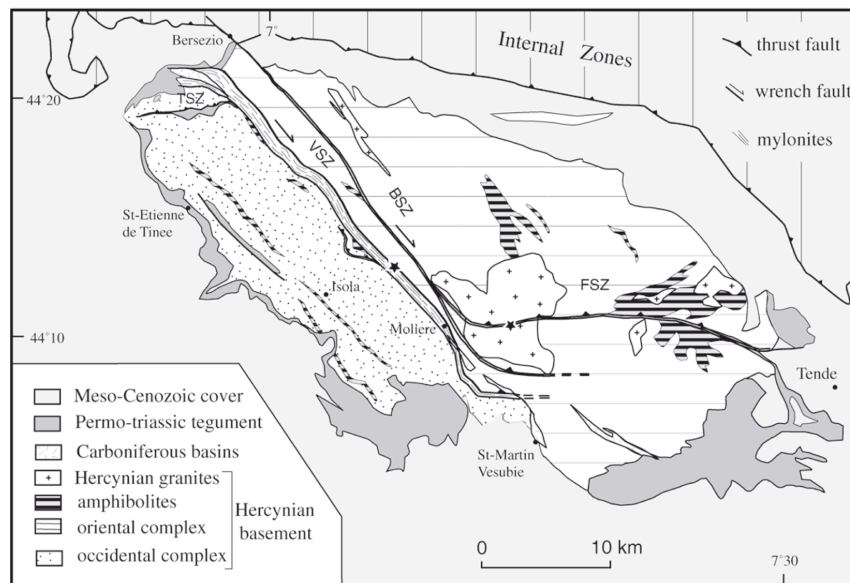 7°
Bersezio
Internal Zones
thrust fault
wrench fault
mylonites
44°20
TSZ
VSZ
BSZ
St-Etienne
de Tinee
Isola
FSZ
Moliere
44°10
Tende
St-Martin
Vesubie
Meso-Cenozoic cover
Permo-triassic tegument
Carboniferous basins
Hercynian granites
amphibolites
oriental complex
occidental complex
Hercynian
basement
0 10 km
7°30